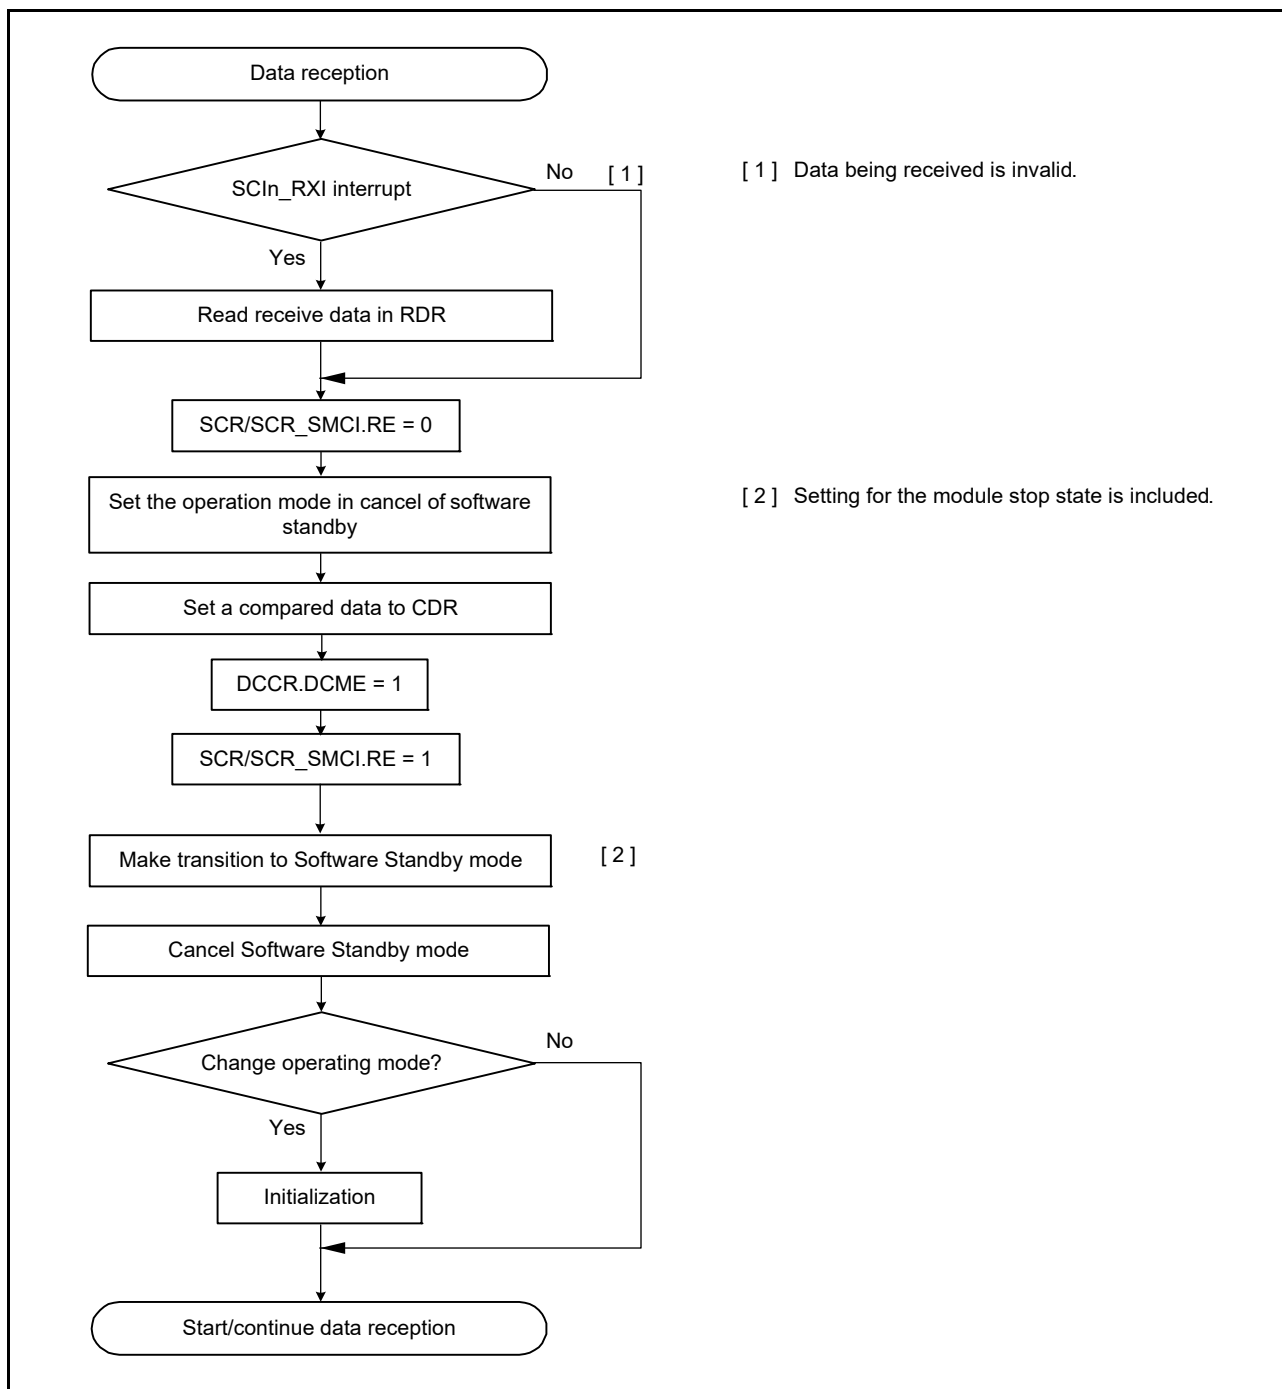 Data reception
SCIn_RXI interrupt
No
[ 1 ]
[ 1 ] Data being received is invalid.
Yes
Read receive data in RDR
SCR/SCR_SMCI.RE = 0
Set the operation mode in cancel of software
standby
[ 2 ] Setting for the module stop state is included.
Set a compared data to CDR
DCCR.DCME = 1
SCR/SCR_SMCI.RE = 1
Make transition to Software Standby mode
[ 2 ]
Cancel Software Standby mode
Change operating mode?
No
Yes
Initialization
Start/continue data reception